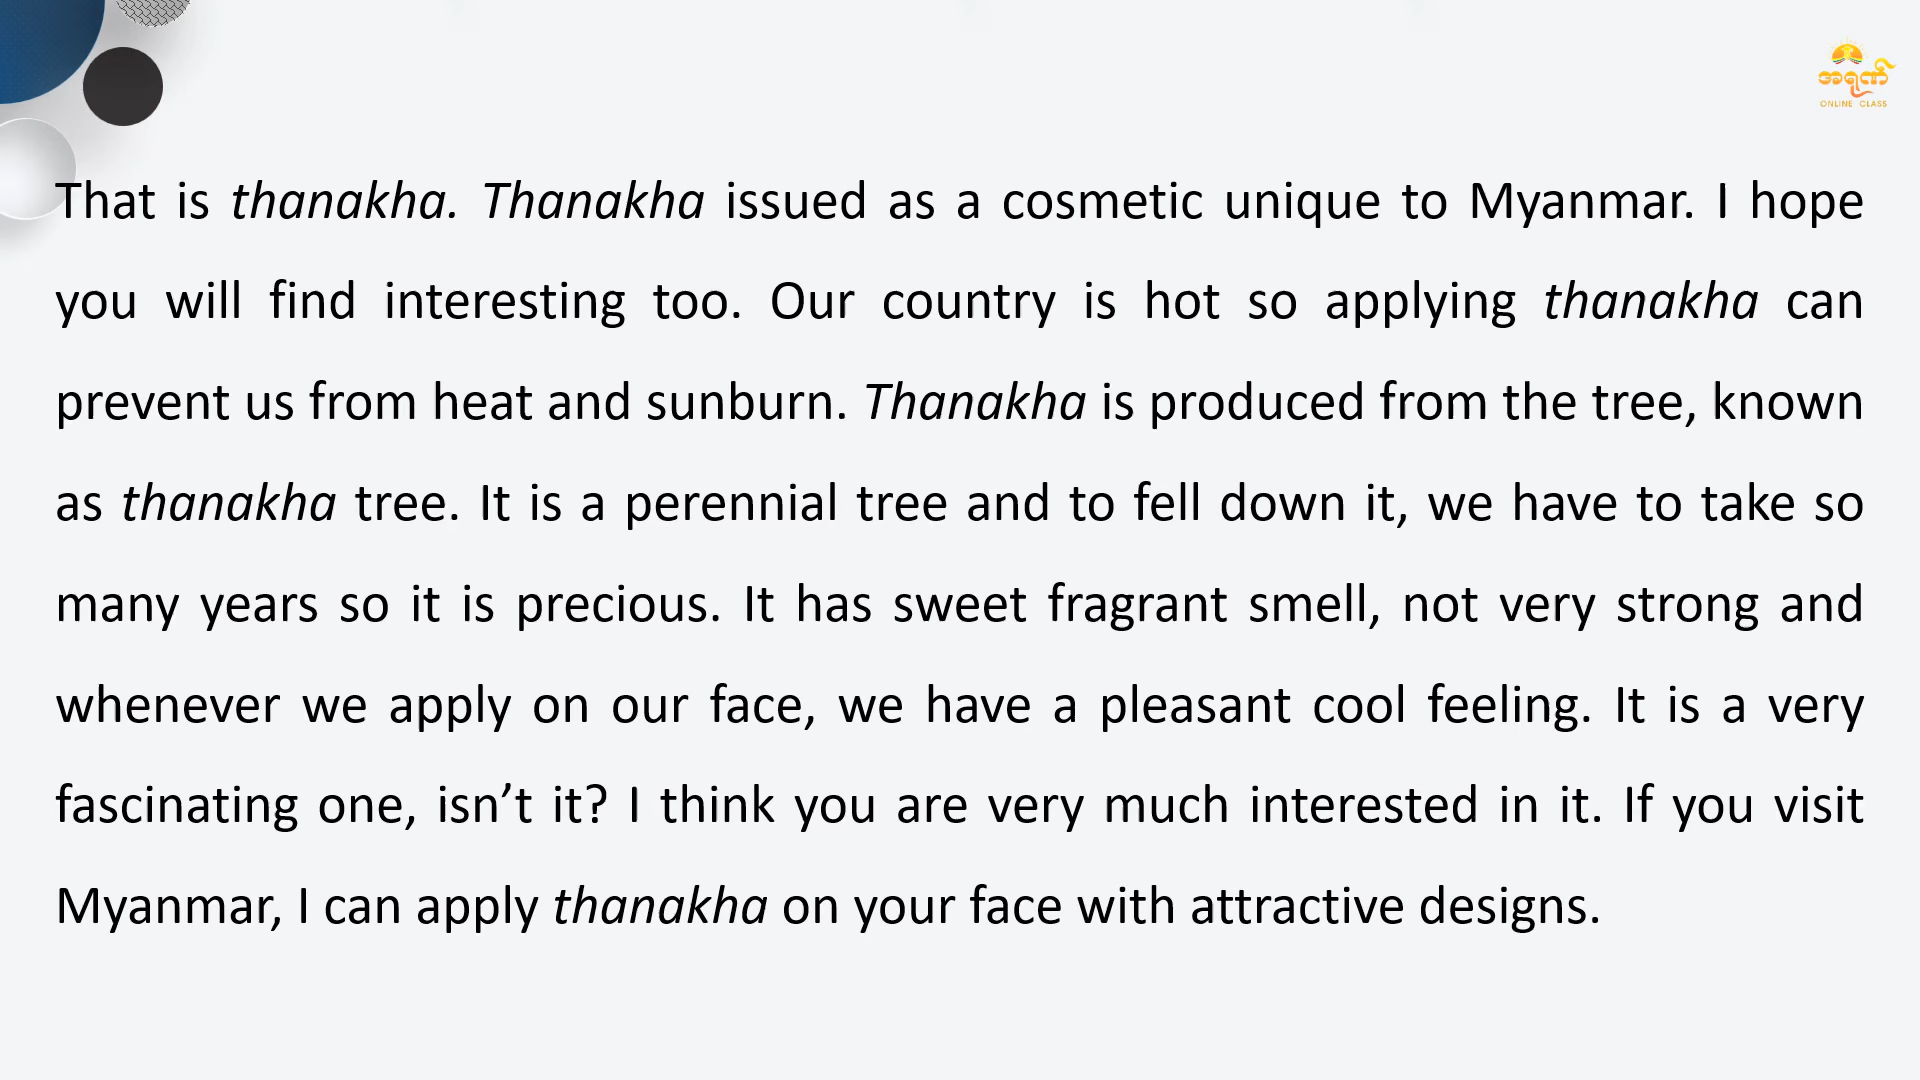 အရုဏ်
ONLINE CLASS
That is thanakha. Thanakha issued as a cosmetic unique to Myanmar. I hope
you will find interesting too. Our country is hot so applying thanakha can
prevent us from heat and sunburn. Thanakha is produced from the tree, known
as thanakha tree. It is a perennial tree and to fell down it, we have to take so
many years so it is precious. It has sweet fragrant smell, not very strong and
whenever we apply on our face, we have a pleasant cool feeling. It is a very
fascinating one, isn’t it? I think you are very much interested in it. If you visit
Myanmar, I can apply thanakha on your face with attractive designs.